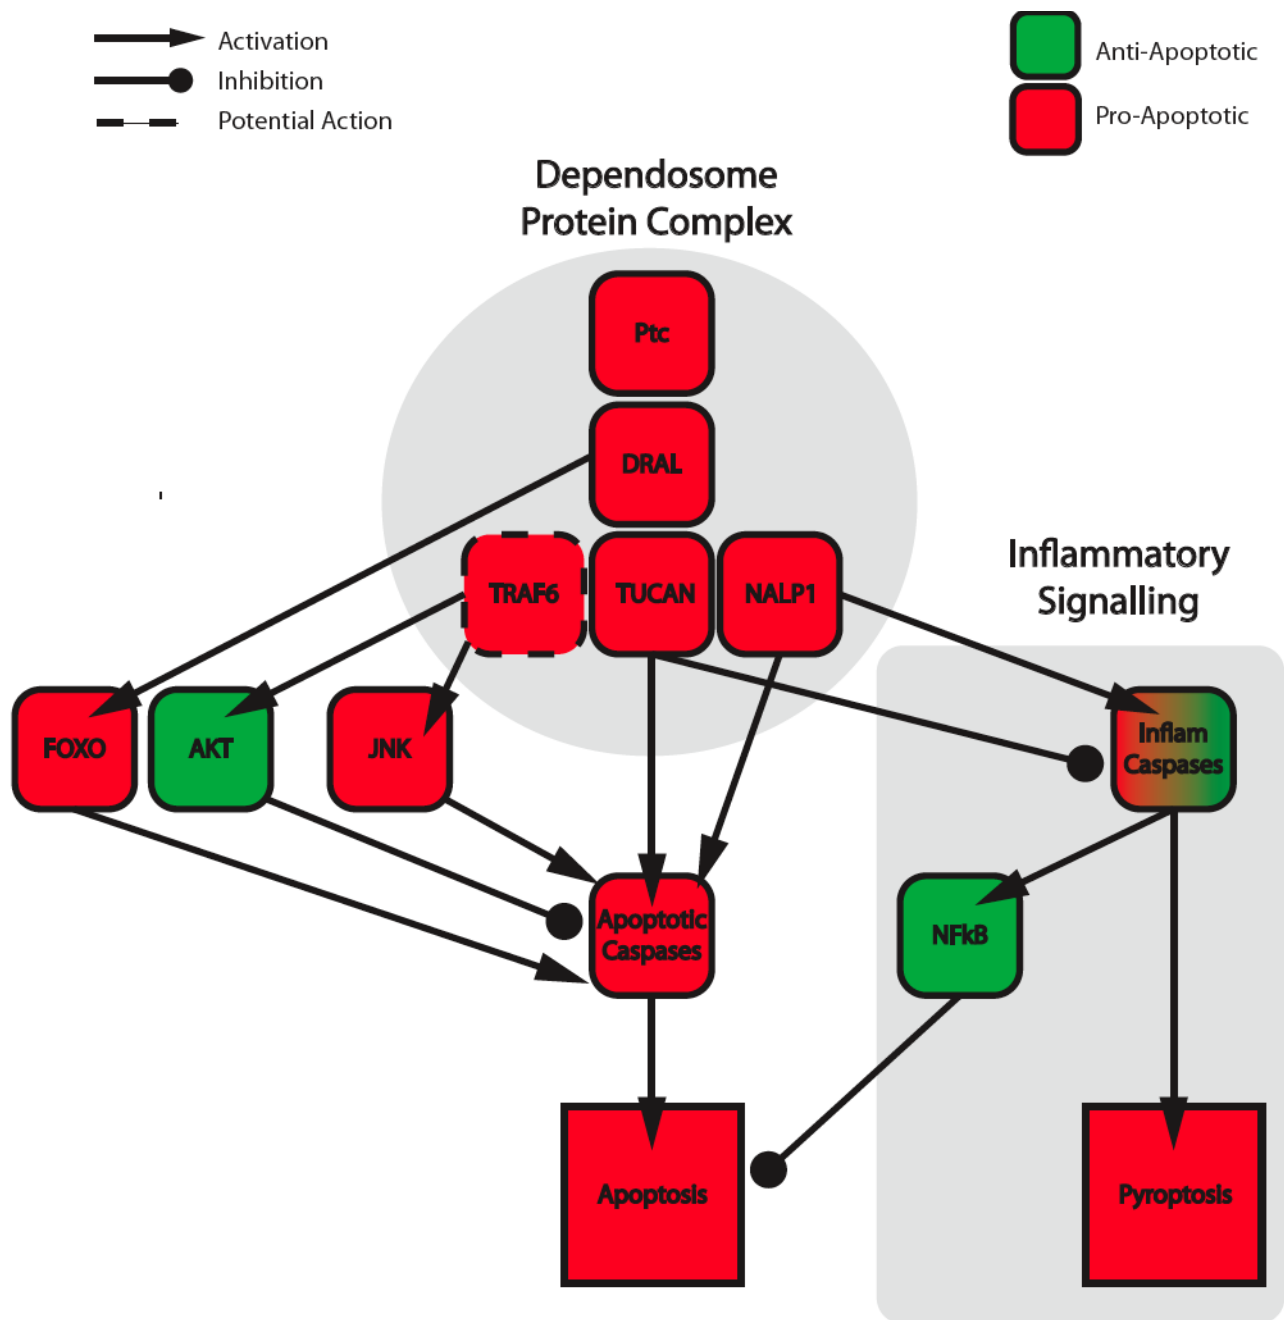 Activation
Inhibition
Potential Action
Anti-Apoptotic
Pro-Apoptotic
Dependosome
Protein Complex
Ptc
DRAL
TRAF6
TUCAN
NALP1
Inflammatory
Signalling
FOXO
AKT
JNK
Inflam
Caspases
Apoptotic
Caspases
NFkB
Apoptosis
Pyroptosis